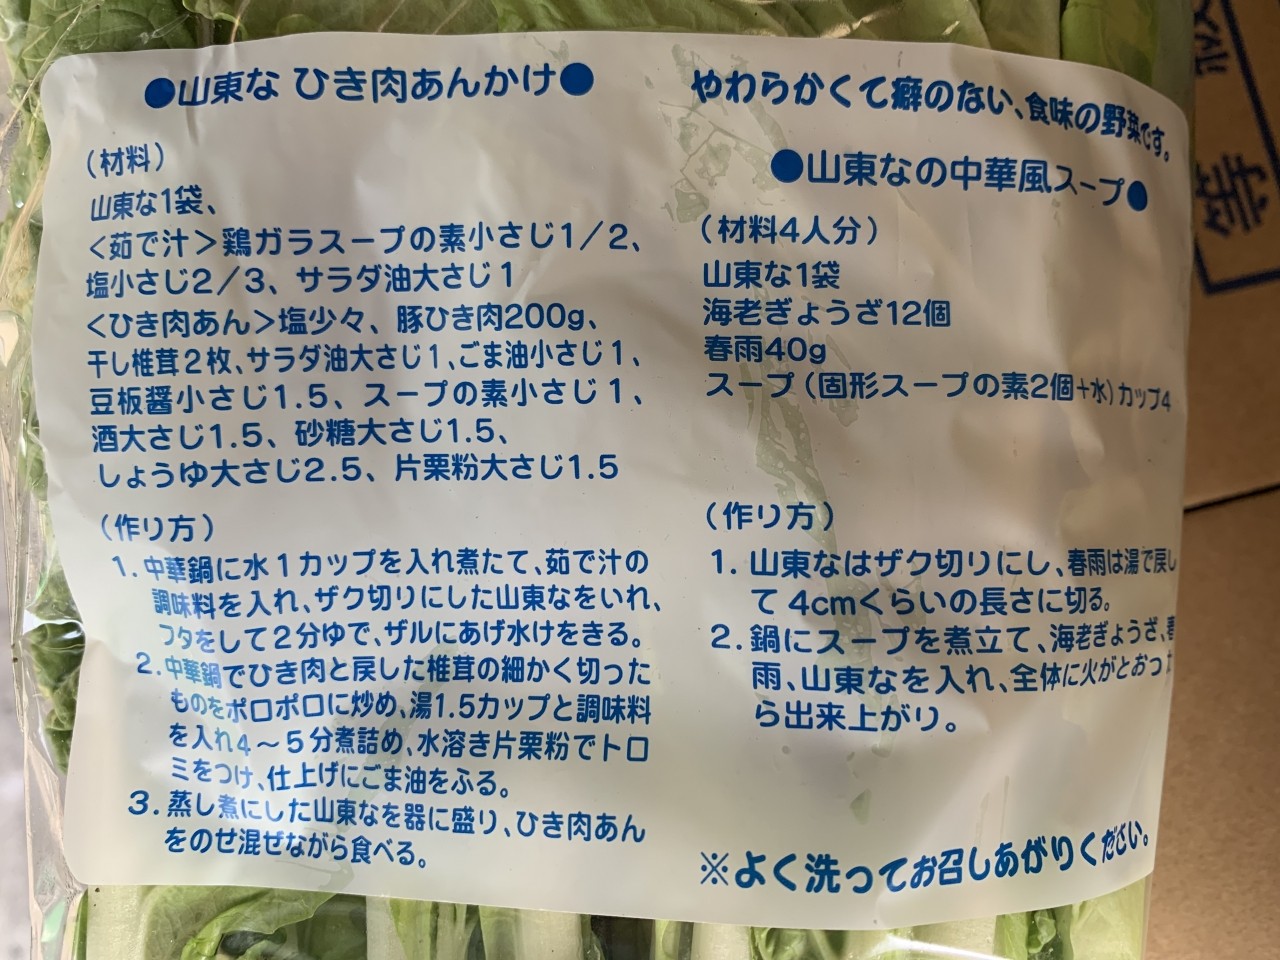 ●山東な ひき肉あんかけ●
(材料)
山東な1袋、
<茹で汁>鶏ガラスープの素小さじ1/2、
塩小さじ2/3、サラダ油大さじ1
<ひき肉あん>塩少々、豚ひき肉200g、
干し椎茸2枚、サラダ油大さじ1、ごま油小さじ1、
豆板醤小さじ1.5、スープの素小さじ1、
酒大さじ1.5、砂糖大さじ1.5、
しょうゆ大さじ2.5、片栗粉大さじ1.5
(作り方)
1. 中華鍋に水1カップを入れ煮たて、茹で汁の
調味料を入れ、ザク切りにした山東なをいれ、
フタをして2分ゆで、ザルにあげ水けをきる。
2. 中華鍋でひき肉と戻した椎茸の細かく切った
ものをポロポロに炒め、湯1.5カップと調味料
を入れ4～5分煮詰め、水溶き片栗粉でトロ
ミをつけ、仕上げにごま油をふる。
3. 蒸し煮にした山東なを器に盛り、ひき肉あん
をのせ混ぜながら食べる。
やわらかくて癖のない、食味の野菜です。
●山東なの中華風スープ●
(材料4人分)
山東な1袋
海老ぎょうざ12個
春雨40g
スープ(固形スープの素2個+水)カップ4
(作り方)
1. 山東なはザク切りにし、春雨は湯で戻し
て4cmくらいの長さに切る。
2. 鍋にスープを煮立て、海老ぎょうざ、春
雨、山東なを入れ、全体に火がとおった
ら出来上がり。
※よく洗ってお召しあがりください。